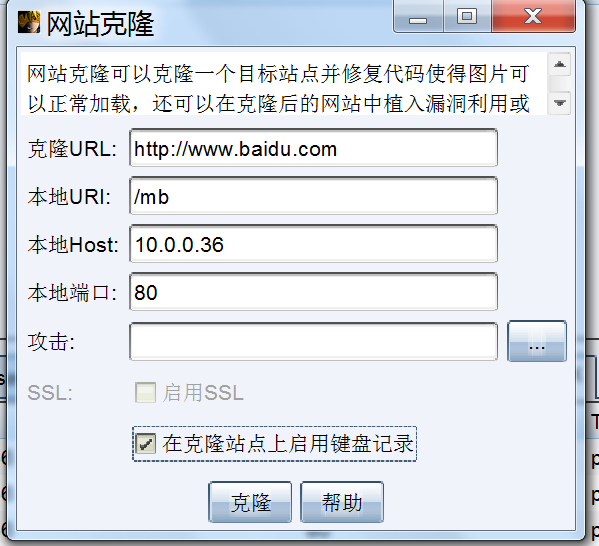 网站克隆
网站克隆可以克隆一个目标站点并修复代码使得图片可
以正常加载，还可以在克隆后的网站中植入漏洞利用或
克隆URL: http://www.baidu.com
本地URI: /mb
本地Host: 10.0.0.36
本地端口: 80
攻击: ...
SSL: 启用SSL
在克隆站点上启用键盘记录
克隆 帮助